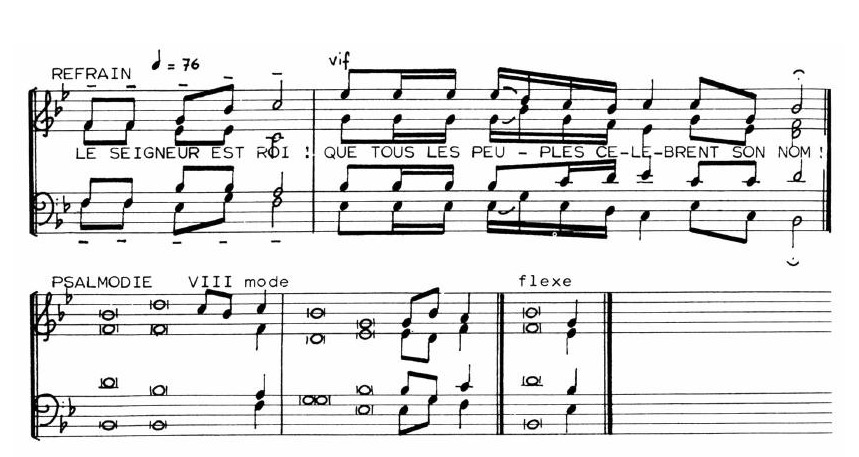 REFRAIN ♩ = 76 vif
LE SEIGNEUR EST ROI ! QUE TOUS LES PEU - PLES CE-LE-BRENT SON NOM !
PSALMODIE VIII mode flexe